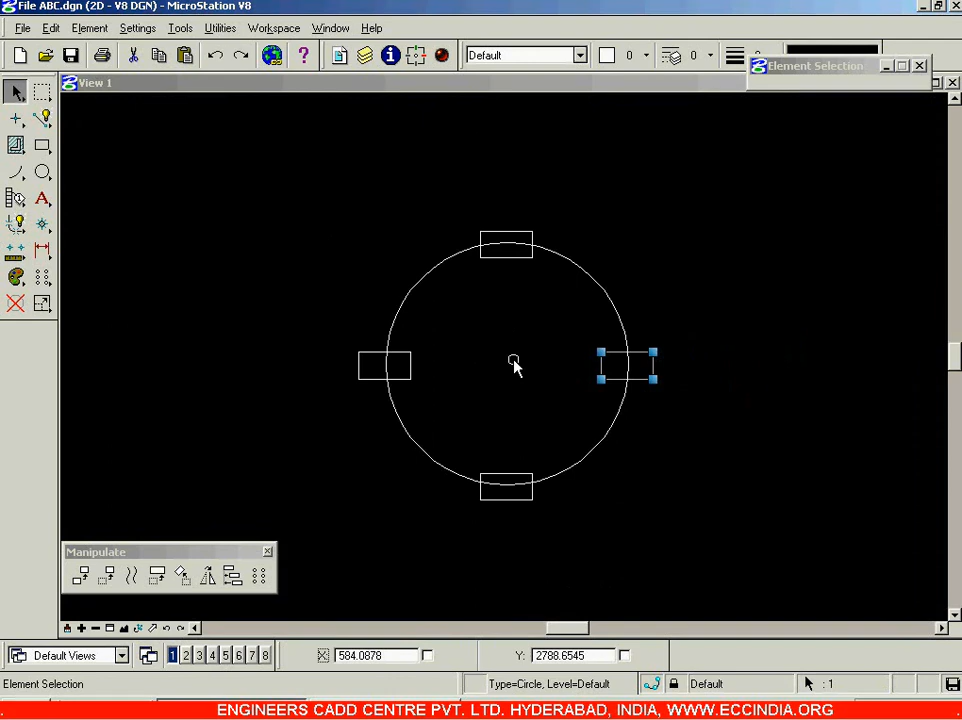 File ABC.dgn (2D - V8 DGN) - MicroStation V8
File Edit Element Settings Tools Utilities Workspace Window Help
Default 0 0
Element Selection
View 1
Manipulate
Default Views 1 2 3 4 5 6 7 8 X: 584.0878 Y: 2788.6545
Element Selection Type=Circle, Level=Default Default : 1
ENGINEERS CADD CENTRE PVT. LTD. HYDERABAD, INDIA, WWW.ECCINDIA.ORG